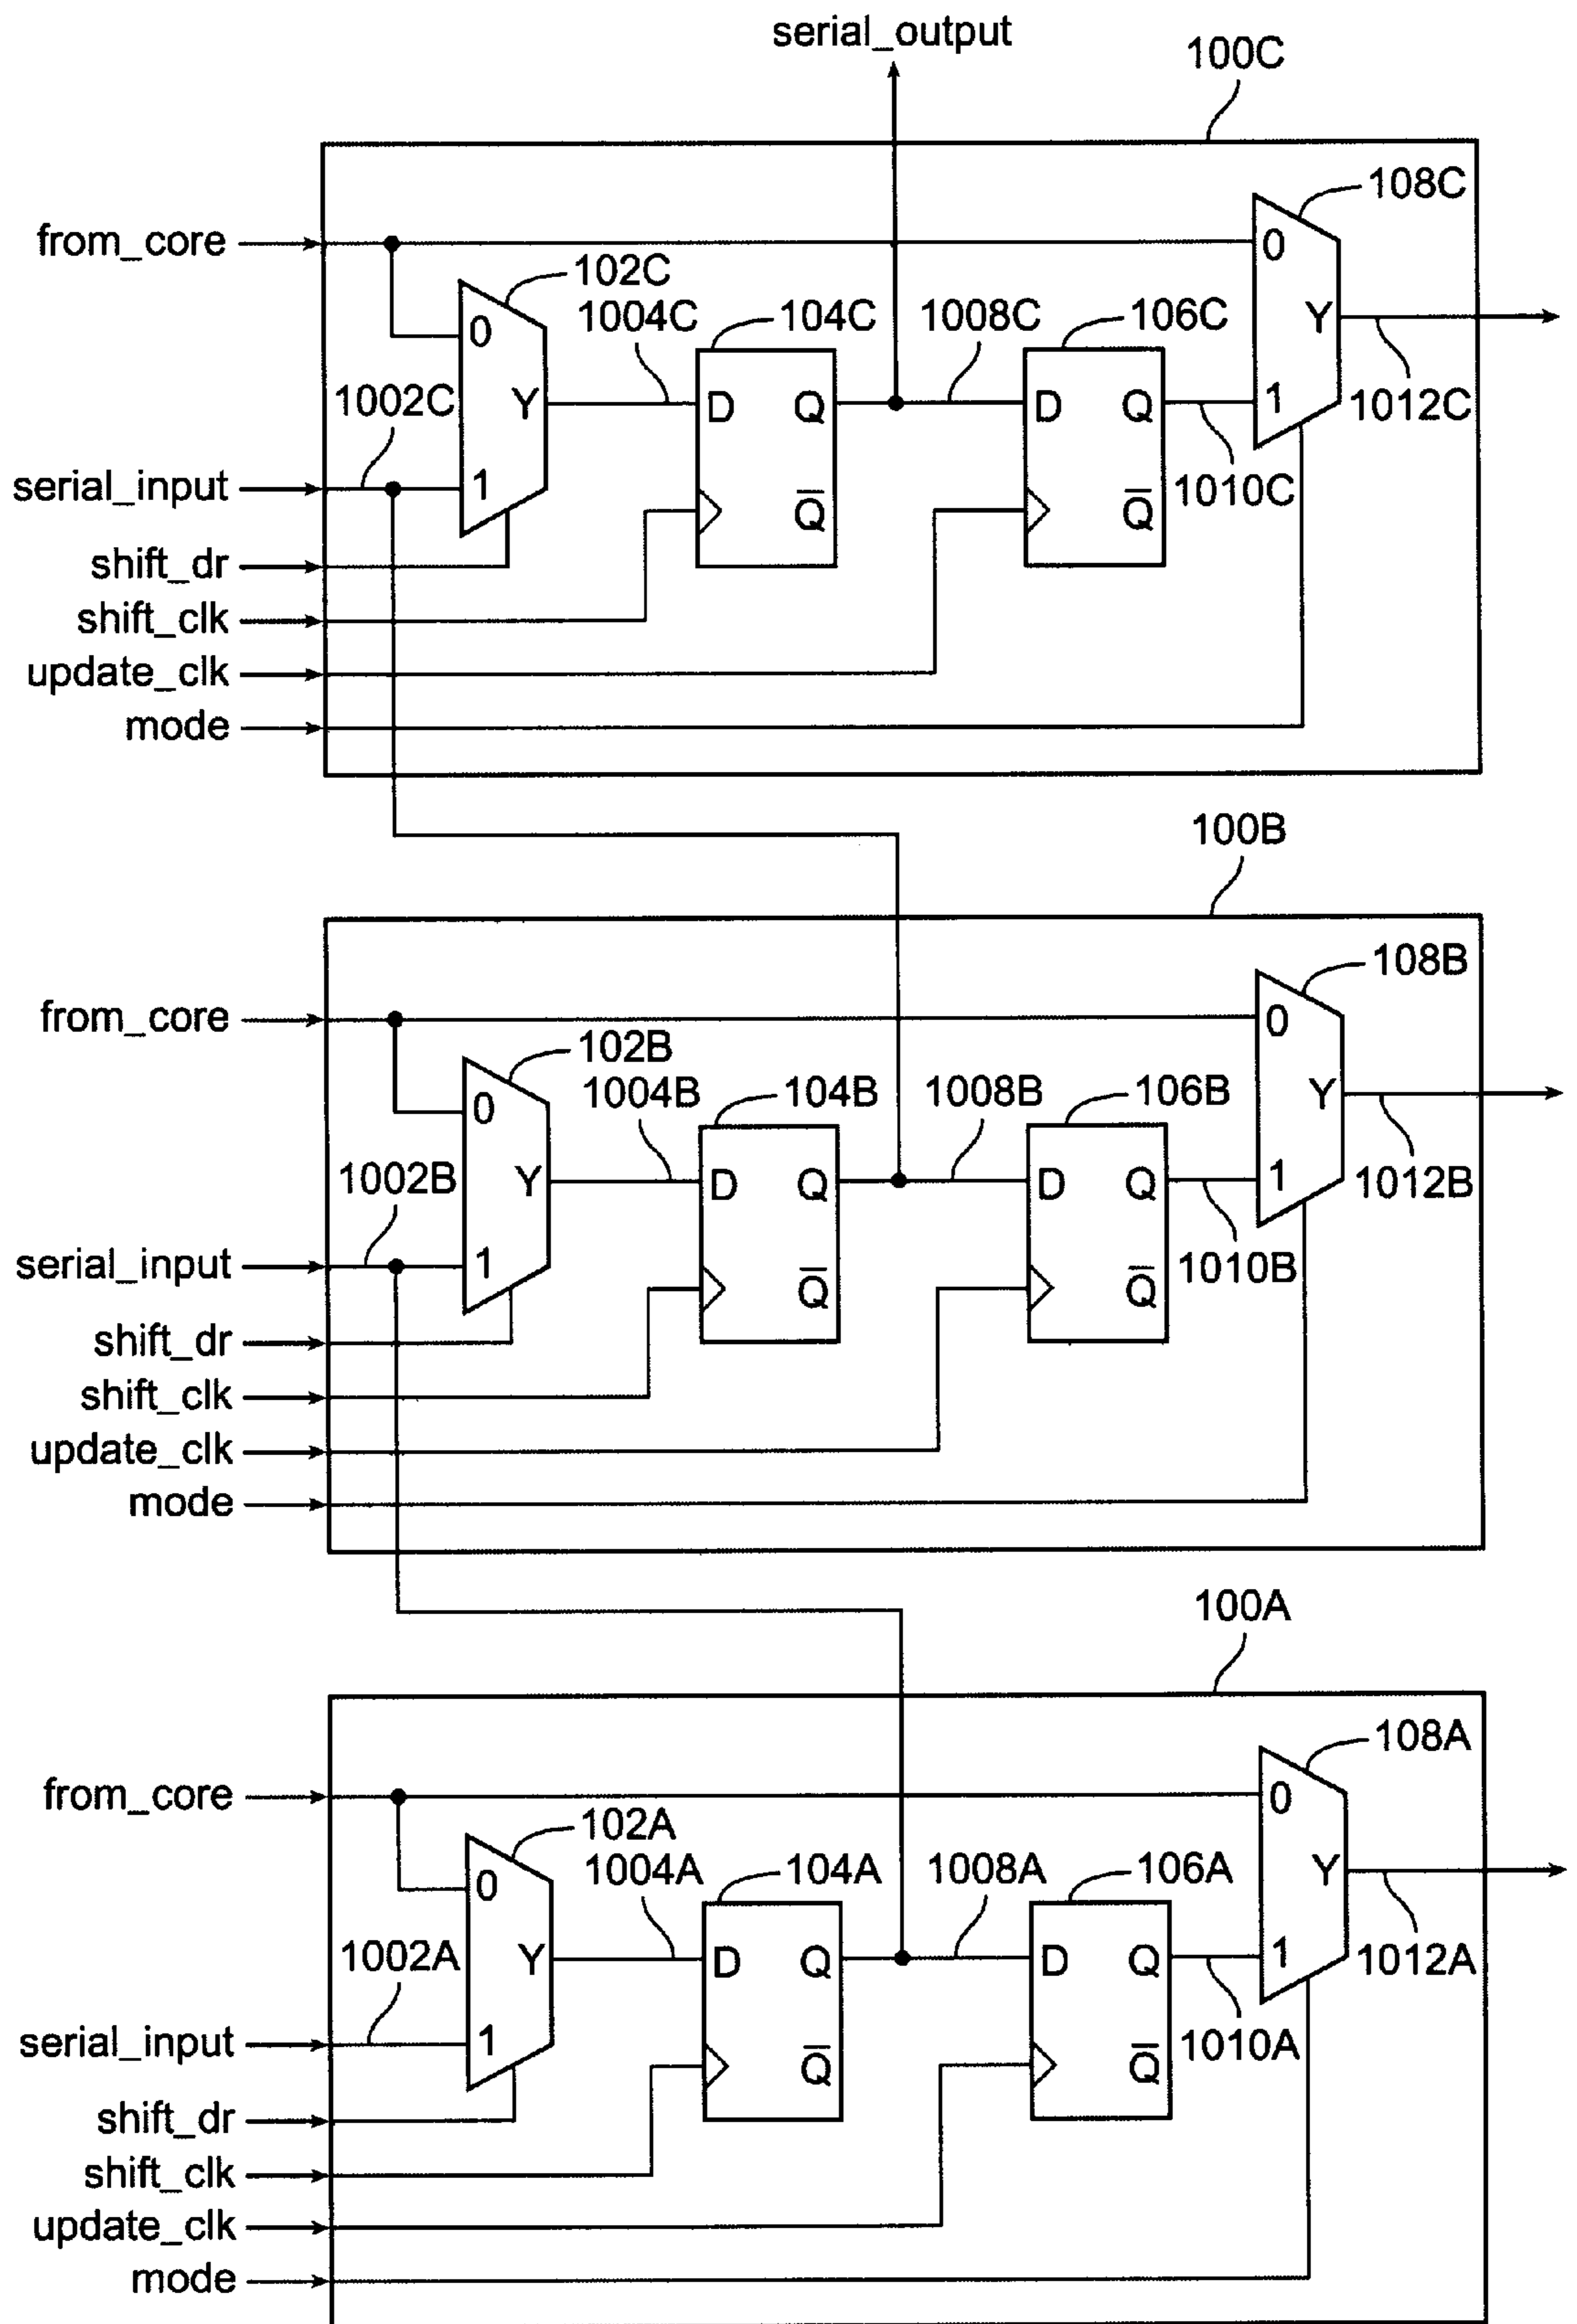 serial_output
100C
108C
from_core
0
102C
1004C
104C
1008C
106C
0
Y
1002C
Y
D
Q
D
Q
1
1012C
serial_input
1
Q̅
Q̅
1010C
shift_dr
shift_clk
update_clk
mode
100B
108B
from_core
0
102B
1004B
104B
1008B
106B
0
Y
1002B
Y
D
Q
D
Q
1
1012B
serial_input
1
Q̅
Q̅
1010B
shift_dr
shift_clk
update_clk
mode
100A
108A
from_core
0
102A
1004A
104A
1008A
106A
0
Y
1002A
Y
D
Q
D
Q
1
1012A
serial_input
1
Q̅
Q̅
1010A
shift_dr
shift_clk
update_clk
mode